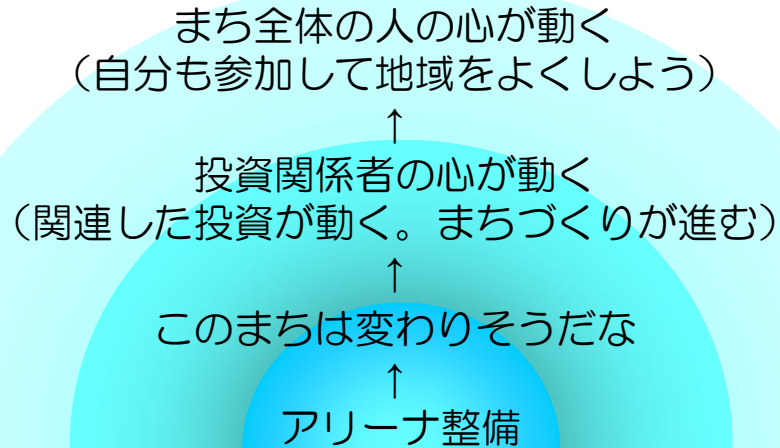 まち全体の人の心が動く
（自分も参加して地域をよくしよう）
↑
投資関係者の心が動く
（関連した投資が動く。まちづくりが進む）
↑
このまちは変わりそうだな
↑
アリーナ整備